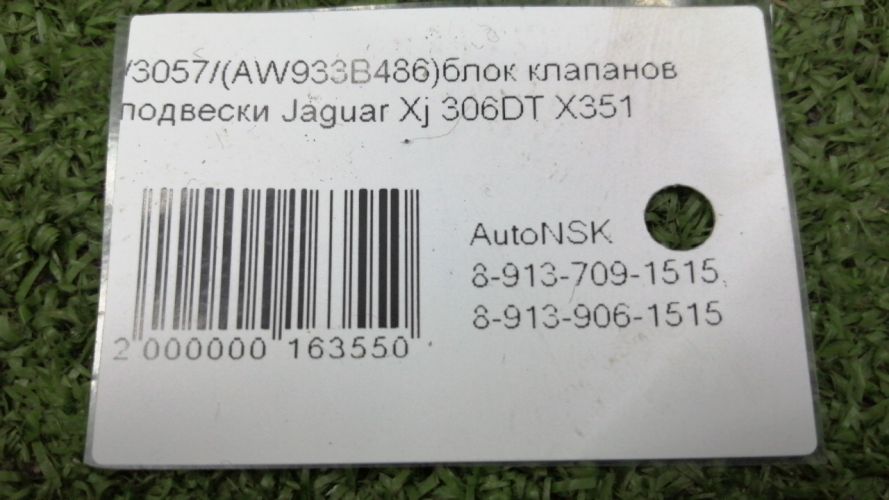 /3057/(AW933B486)блок клапанов
подвески Jaguar Xj 306DT X351
AutoNSK
8-913-709-1515,
8-913-906-1515
2 000000 163550